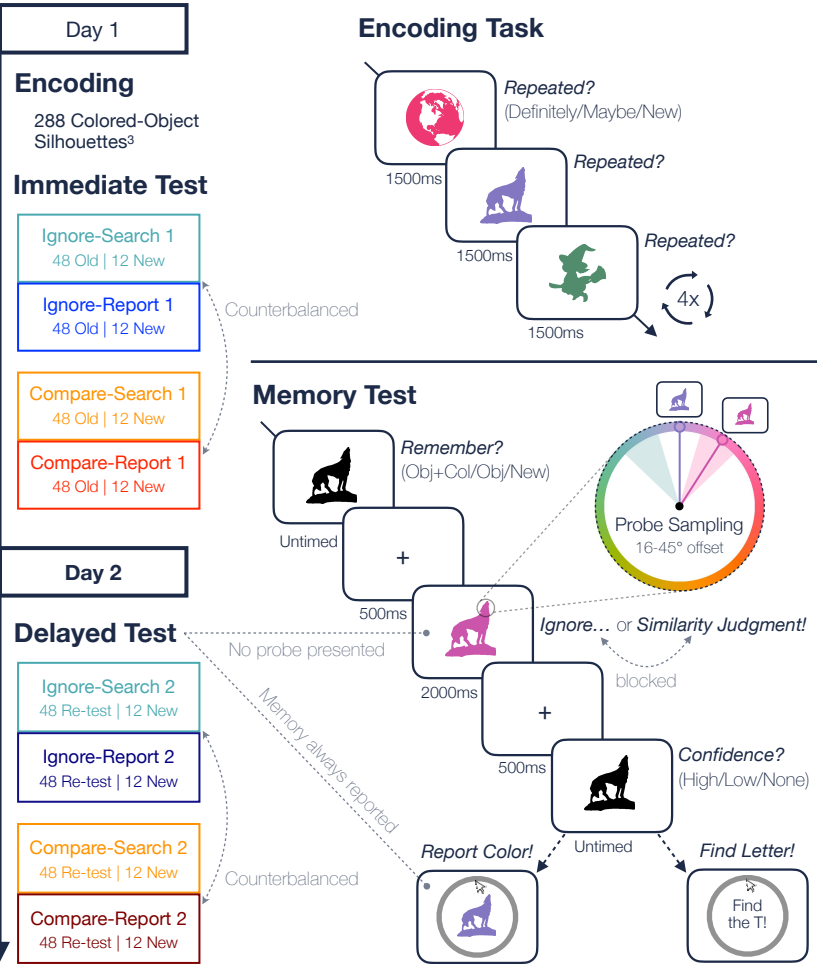 Day 1
Encoding
288 Colored-Object
Silhouettes³
Immediate Test
Ignore-Search 1
48 Old | 12 New
Ignore-Report 1
48 Old | 12 New
Counterbalanced
Compare-Search 1
48 Old | 12 New
Compare-Report 1
48 Old | 12 New
Day 2
Delayed Test
Ignore-Search 2
48 Re-test | 12 New
Ignore-Report 2
48 Re-test | 12 New
Compare-Search 2
48 Re-test | 12 New
Counterbalanced
Compare-Report 2
48 Re-test | 12 New
Encoding Task
Repeated?
(Definitely/Maybe/New)
1500ms
Repeated?
1500ms
Repeated?
4x
1500ms
Memory Test
Remember?
(Obj+Col/Obj/New)
Untimed
Probe Sampling
16-45° offset
+
500ms
Ignore... or Similarity Judgment!
blocked
No probe presented
2000ms
Memory always reported
+
500ms
Confidence?
(High/Low/None)
Untimed
Report Color!
Find Letter!
Find
the T!